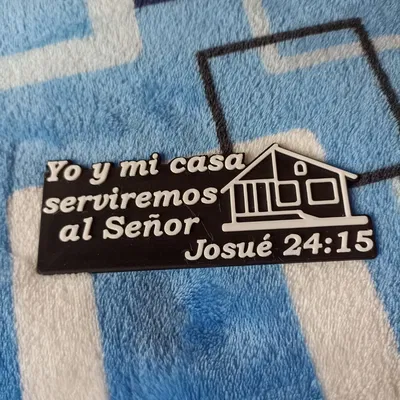 Yo y mi casa
serviremos
al Señor
Josué 24:15